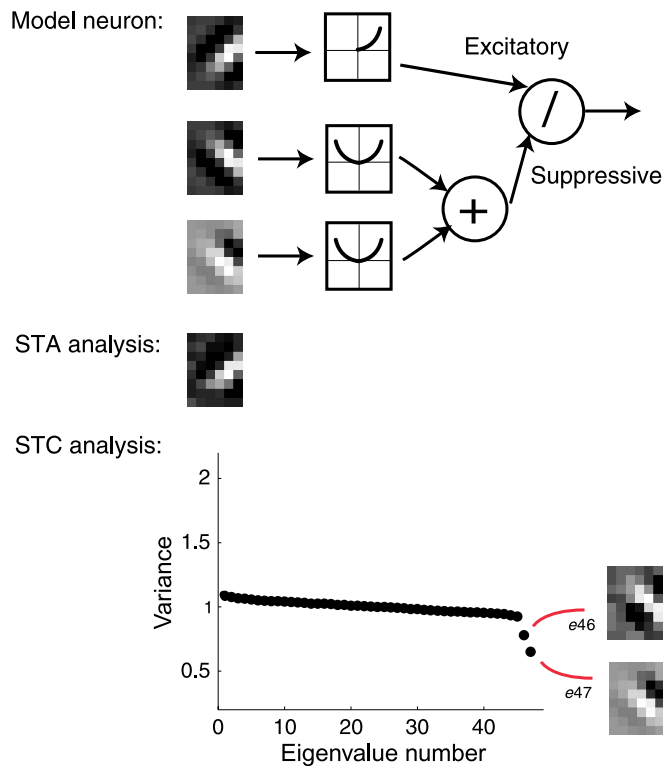 Model neuron:
Excitatory
/
Suppressive
+
STA analysis:
STC analysis:
2
1.5
1
0.5
Variance
e46
e47
0 10 20 30 40
Eigenvalue number